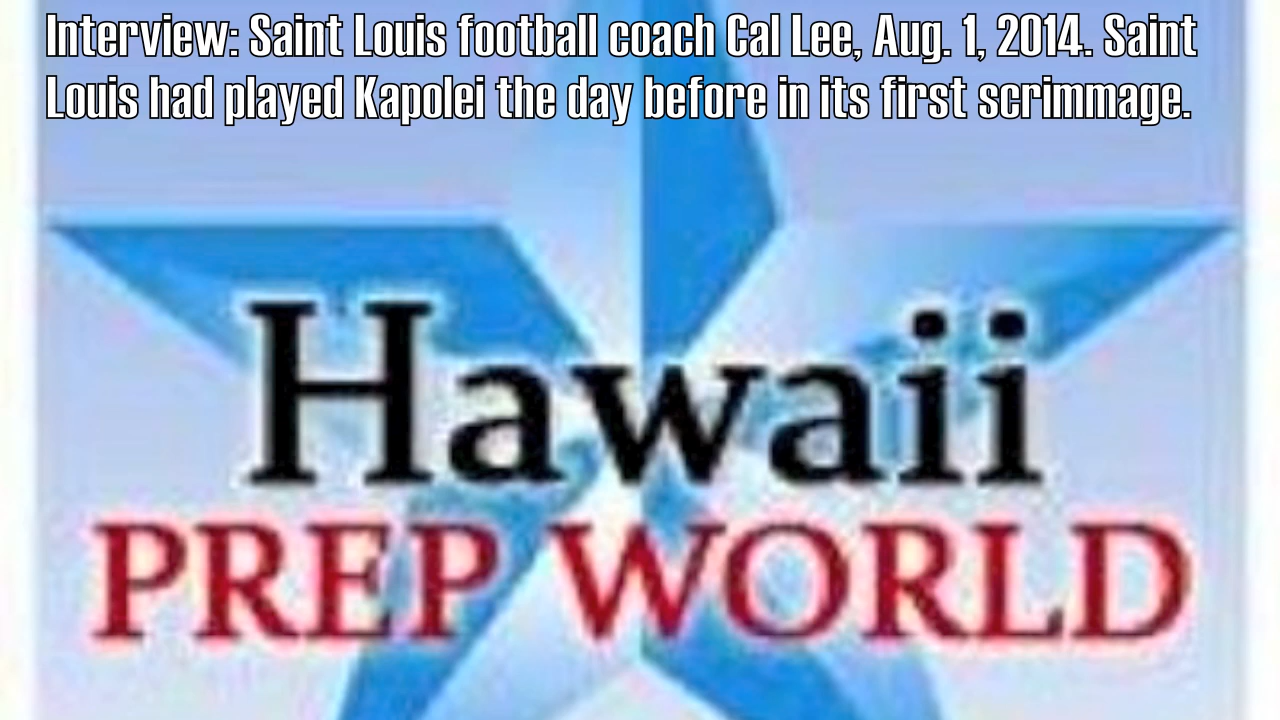 Interview: Saint Louis football coach Cal Lee, Aug. 1, 2014. Saint
Louis had played Kapolei the day before in its first scrimmage.
Hawaii
PREP WORLD